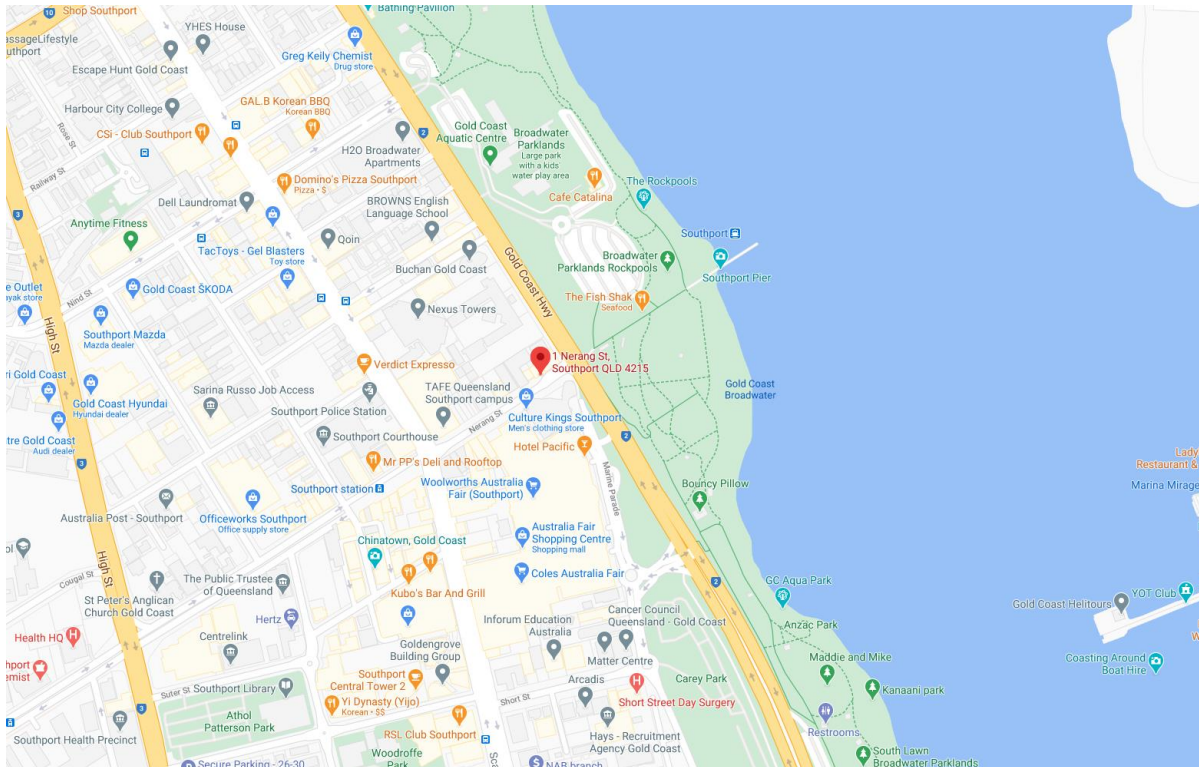 10
Shop Southport
Bathing Pavilion
YHES House
assageLifestyle
uthport
Greg Keily Chemist
Drug store
Escape Hunt Gold Coast
Harbour City College
GAL.B Korean BBQ
Korean BBQ
CSi - Club Southport
Rose St
Railway St
H2O Broadwater
Apartments
2
Gold Coast
Aquatic Centre
Broadwater
Parklands
Large park
with a kids
water play area
Cafe Catalina
The Rockpools
Domino's Pizza Southport
Pizza • $
Dell Laundromat
BROWNS English
Language School
3
Anytime Fitness
Qoin
TacToys - Gel Blasters
Toy store
Buchan Gold Coast
Gold Coast Hwy
Southport
Southport Pier
Broadwater
Parklands Rockpools
The Fish Shak
Seafood
e Outlet
ayak store
Nind St
Gold Coast ŠKODA
Nexus Towers
High St
Southport Mazda
Mazda dealer
Verdict Expresso
1 Nerang St,
Southport QLD 4215
ri Gold Coast
Gold Coast Hyundai
Hyundai dealer
Sarina Russo Job Access
TAFE Queensland
Southport campus
Southport Police Station
Nerang St
Culture Kings Southport
Men's clothing store
Gold Coast
Broadwater
tre Gold Coast
Audi dealer
Southport Courthouse
2
Hotel Pacific
3
Mr PP's Deli and Rooftop
Southport station
Woolworths Australia
Fair (Southport)
Marine Parade
Bouncy Pillow
Lady
Restaurant &
Marina Mirage
Australia Post - Southport
Officeworks Southport
Office supply store
Australia Fair
Shopping Centre
Shopping mall
Chinatown, Gold Coast
ol
High St
Cougal St
The Public Trustee
of Queensland
Coles Australia Fair
2
GC Aqua Park
YOT Club
St Peter's Anglican
Church Gold Coast
Kubo's Bar And Grill
Hertz
Inforum Education
Australia
Cancer Council
Queensland - Gold Coast
Anzac Park
Gold Coast Helitours
Health HQ
Centrelink
Goldengrove
Building Group
Matter Centre
Maddie and Mike
Coasting Around
Boat Hire
W
thport
emist
Suter St
Southport Library
Southport
Central Tower 2
Short St
Arcadis
Carey Park
Kanaani park
Short Street Day Surgery
3
Athol
Patterson Park
Yi Dynasty (Yijo)
Korean • $$
Restrooms
Southport Health Precinct
RSL Club Southport
Hays - Recruitment
Agency Gold Coast
South Lawn
Broadwater Parklands
Woodroffe
Park
Sca
Secure Parking - 26-30
NAB branch